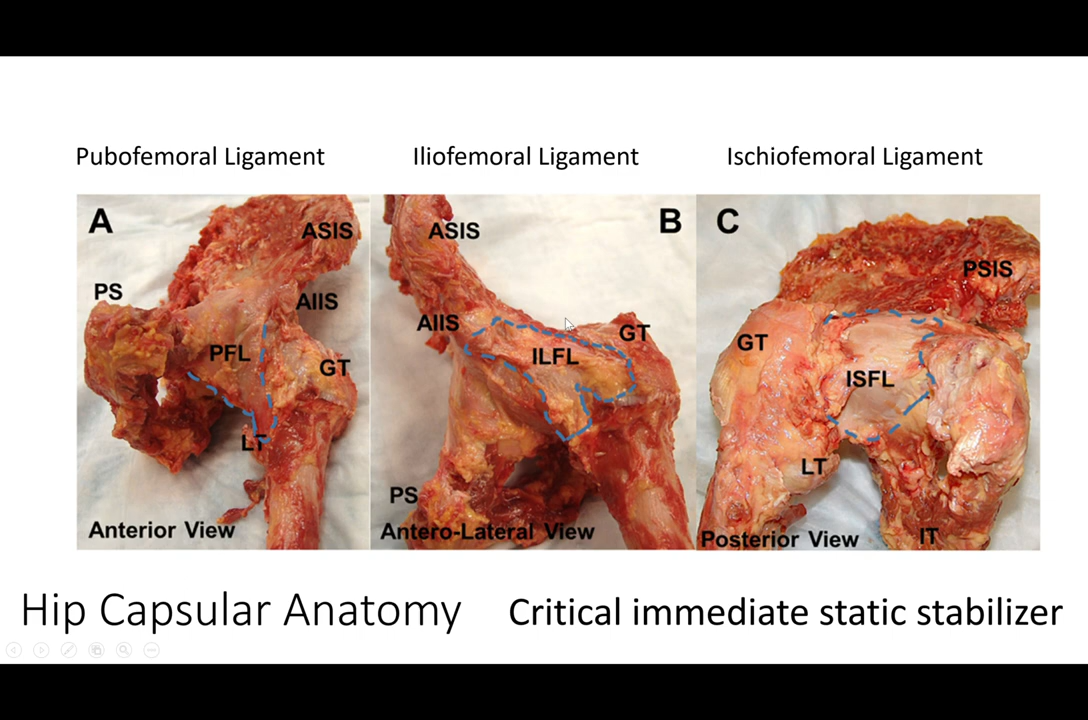 Pubofemoral Ligament
Iliofemoral Ligament
Ischiofemoral Ligament
A
ASIS
PS
AIIS
PFL
GT
LT
Anterior View
B
ASIS
AIIS
GT
ILFL
PS
Antero-Lateral View
C
PSIS
GT
ISFL
LT
IT
Posterior View
Hip Capsular Anatomy
Critical immediate static stabilizer